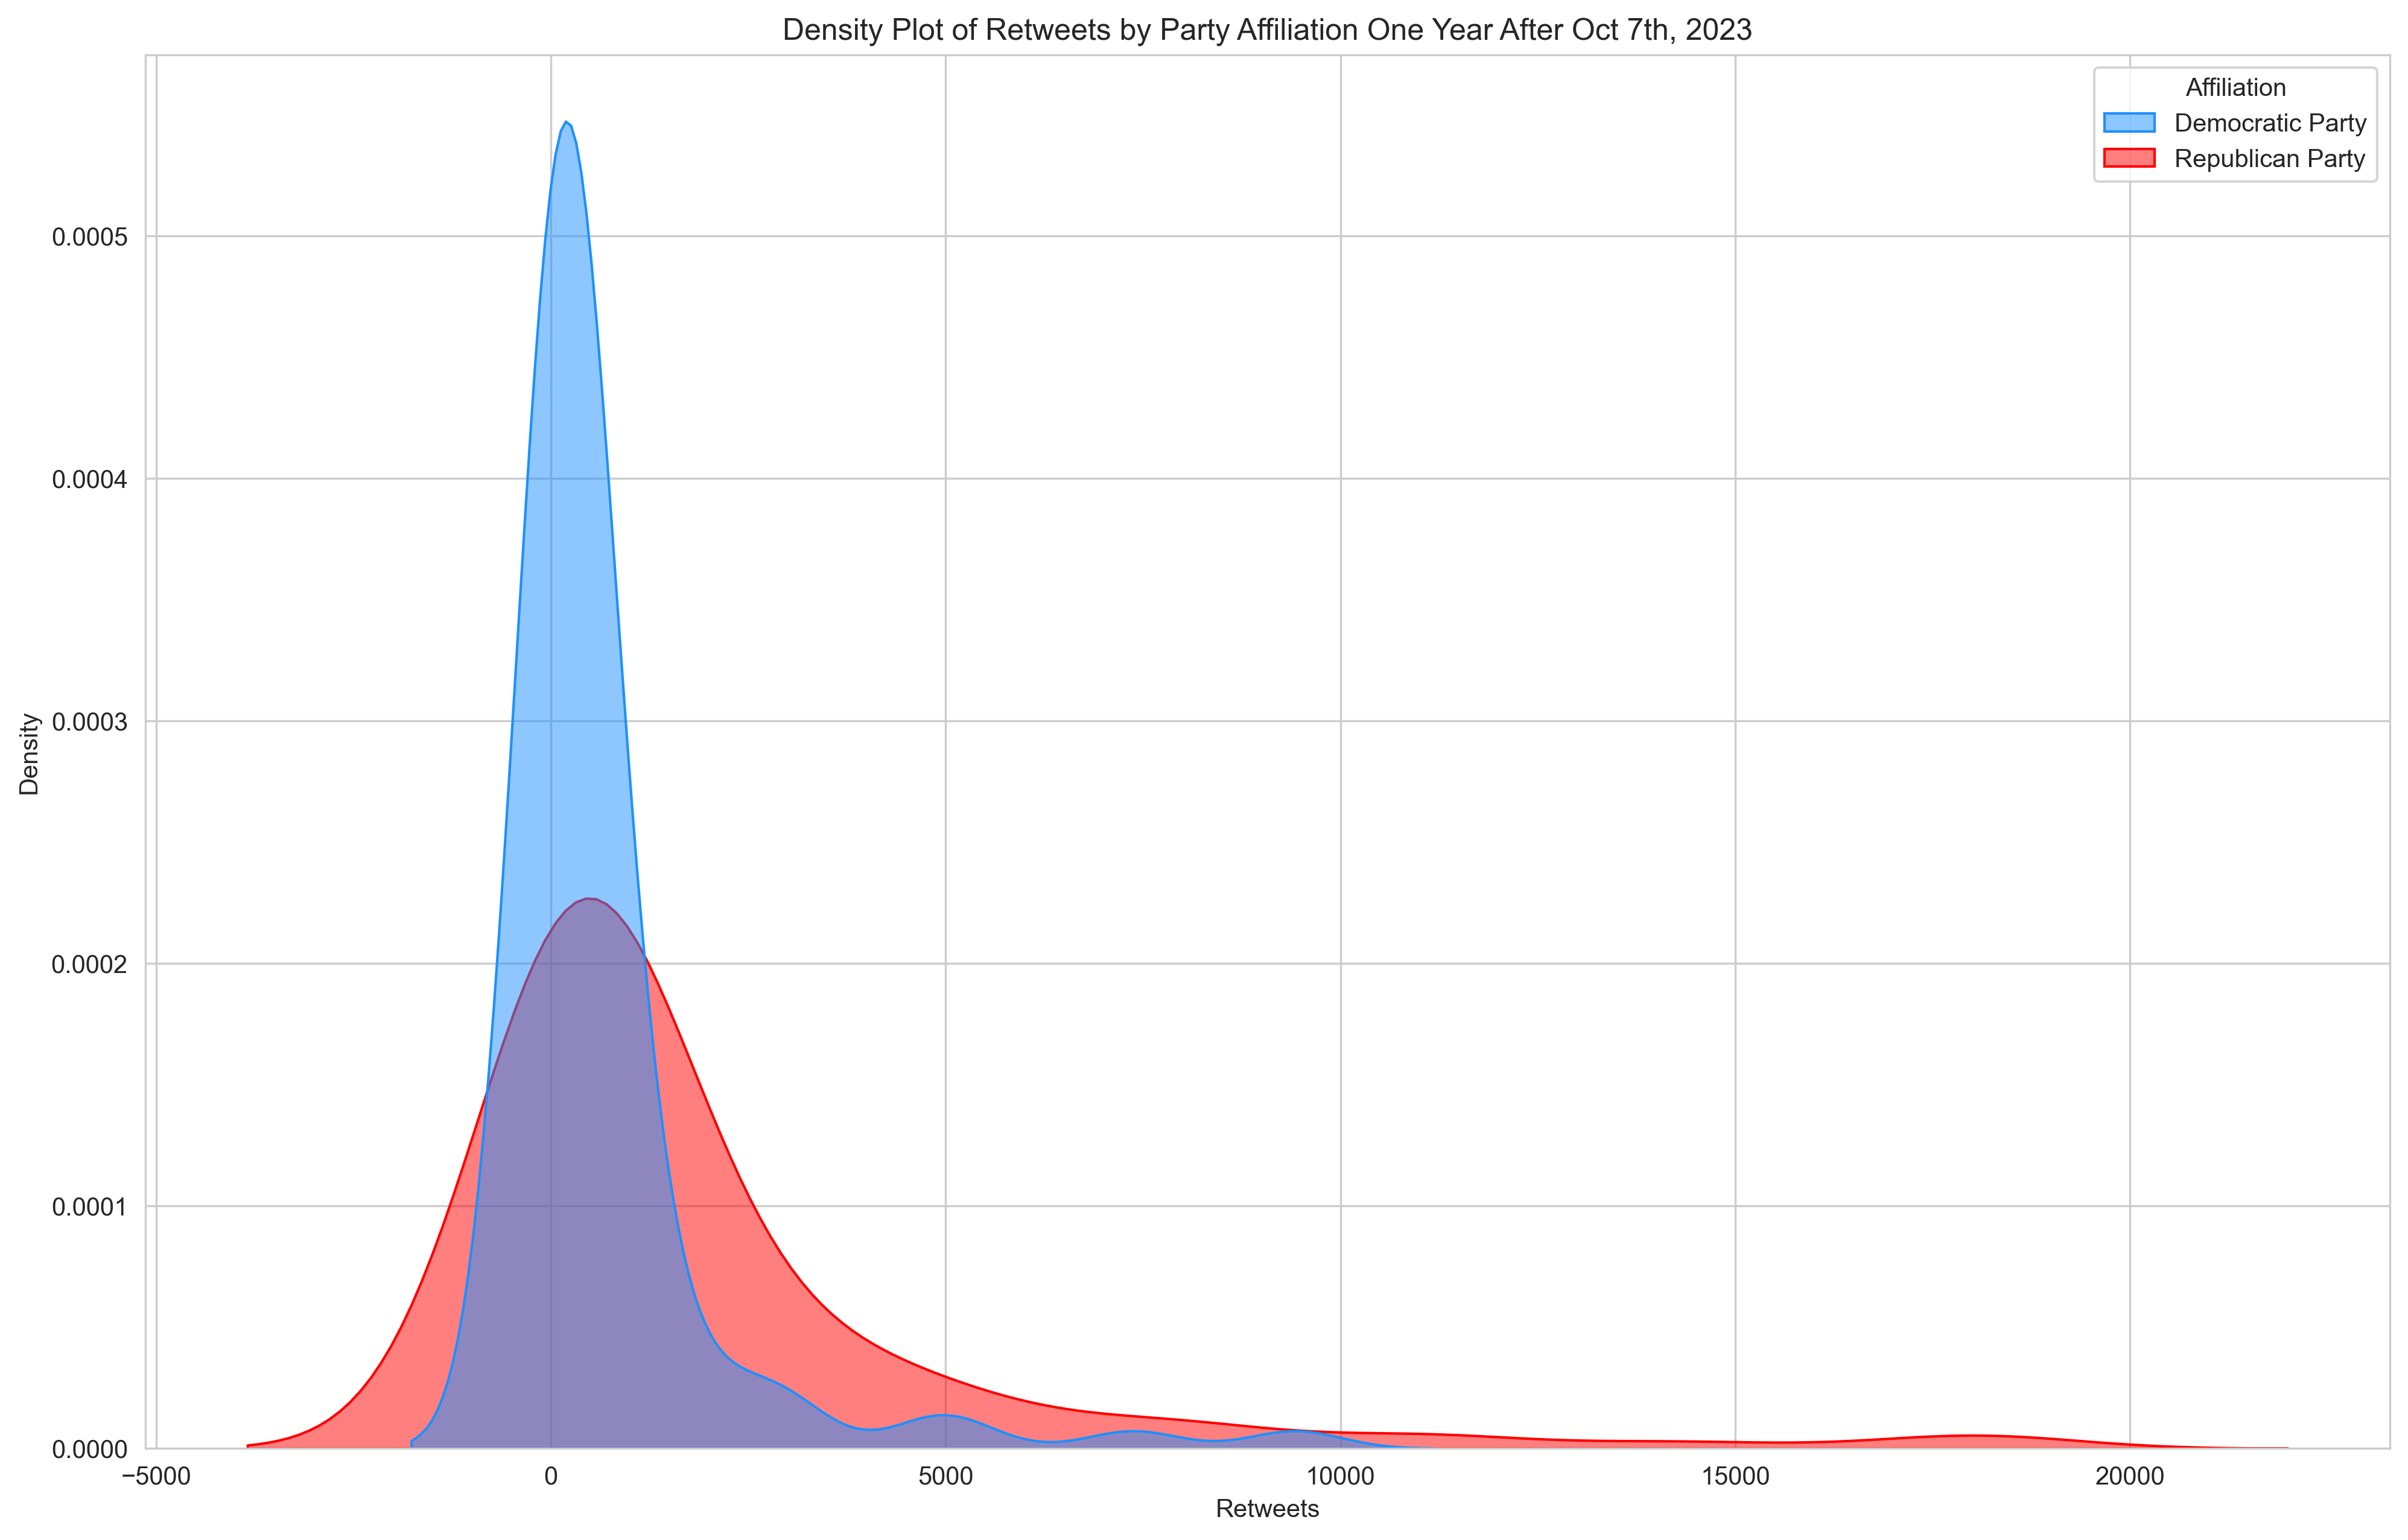 Density Plot of Retweets by Party Affiliation One Year After Oct 7th, 2023
Affiliation
Democratic Party
Republican Party
0.0005
0.0004
0.0003
0.0002
0.0001
0.0000
Density
−5000 0 5000 10000 15000 20000
Retweets